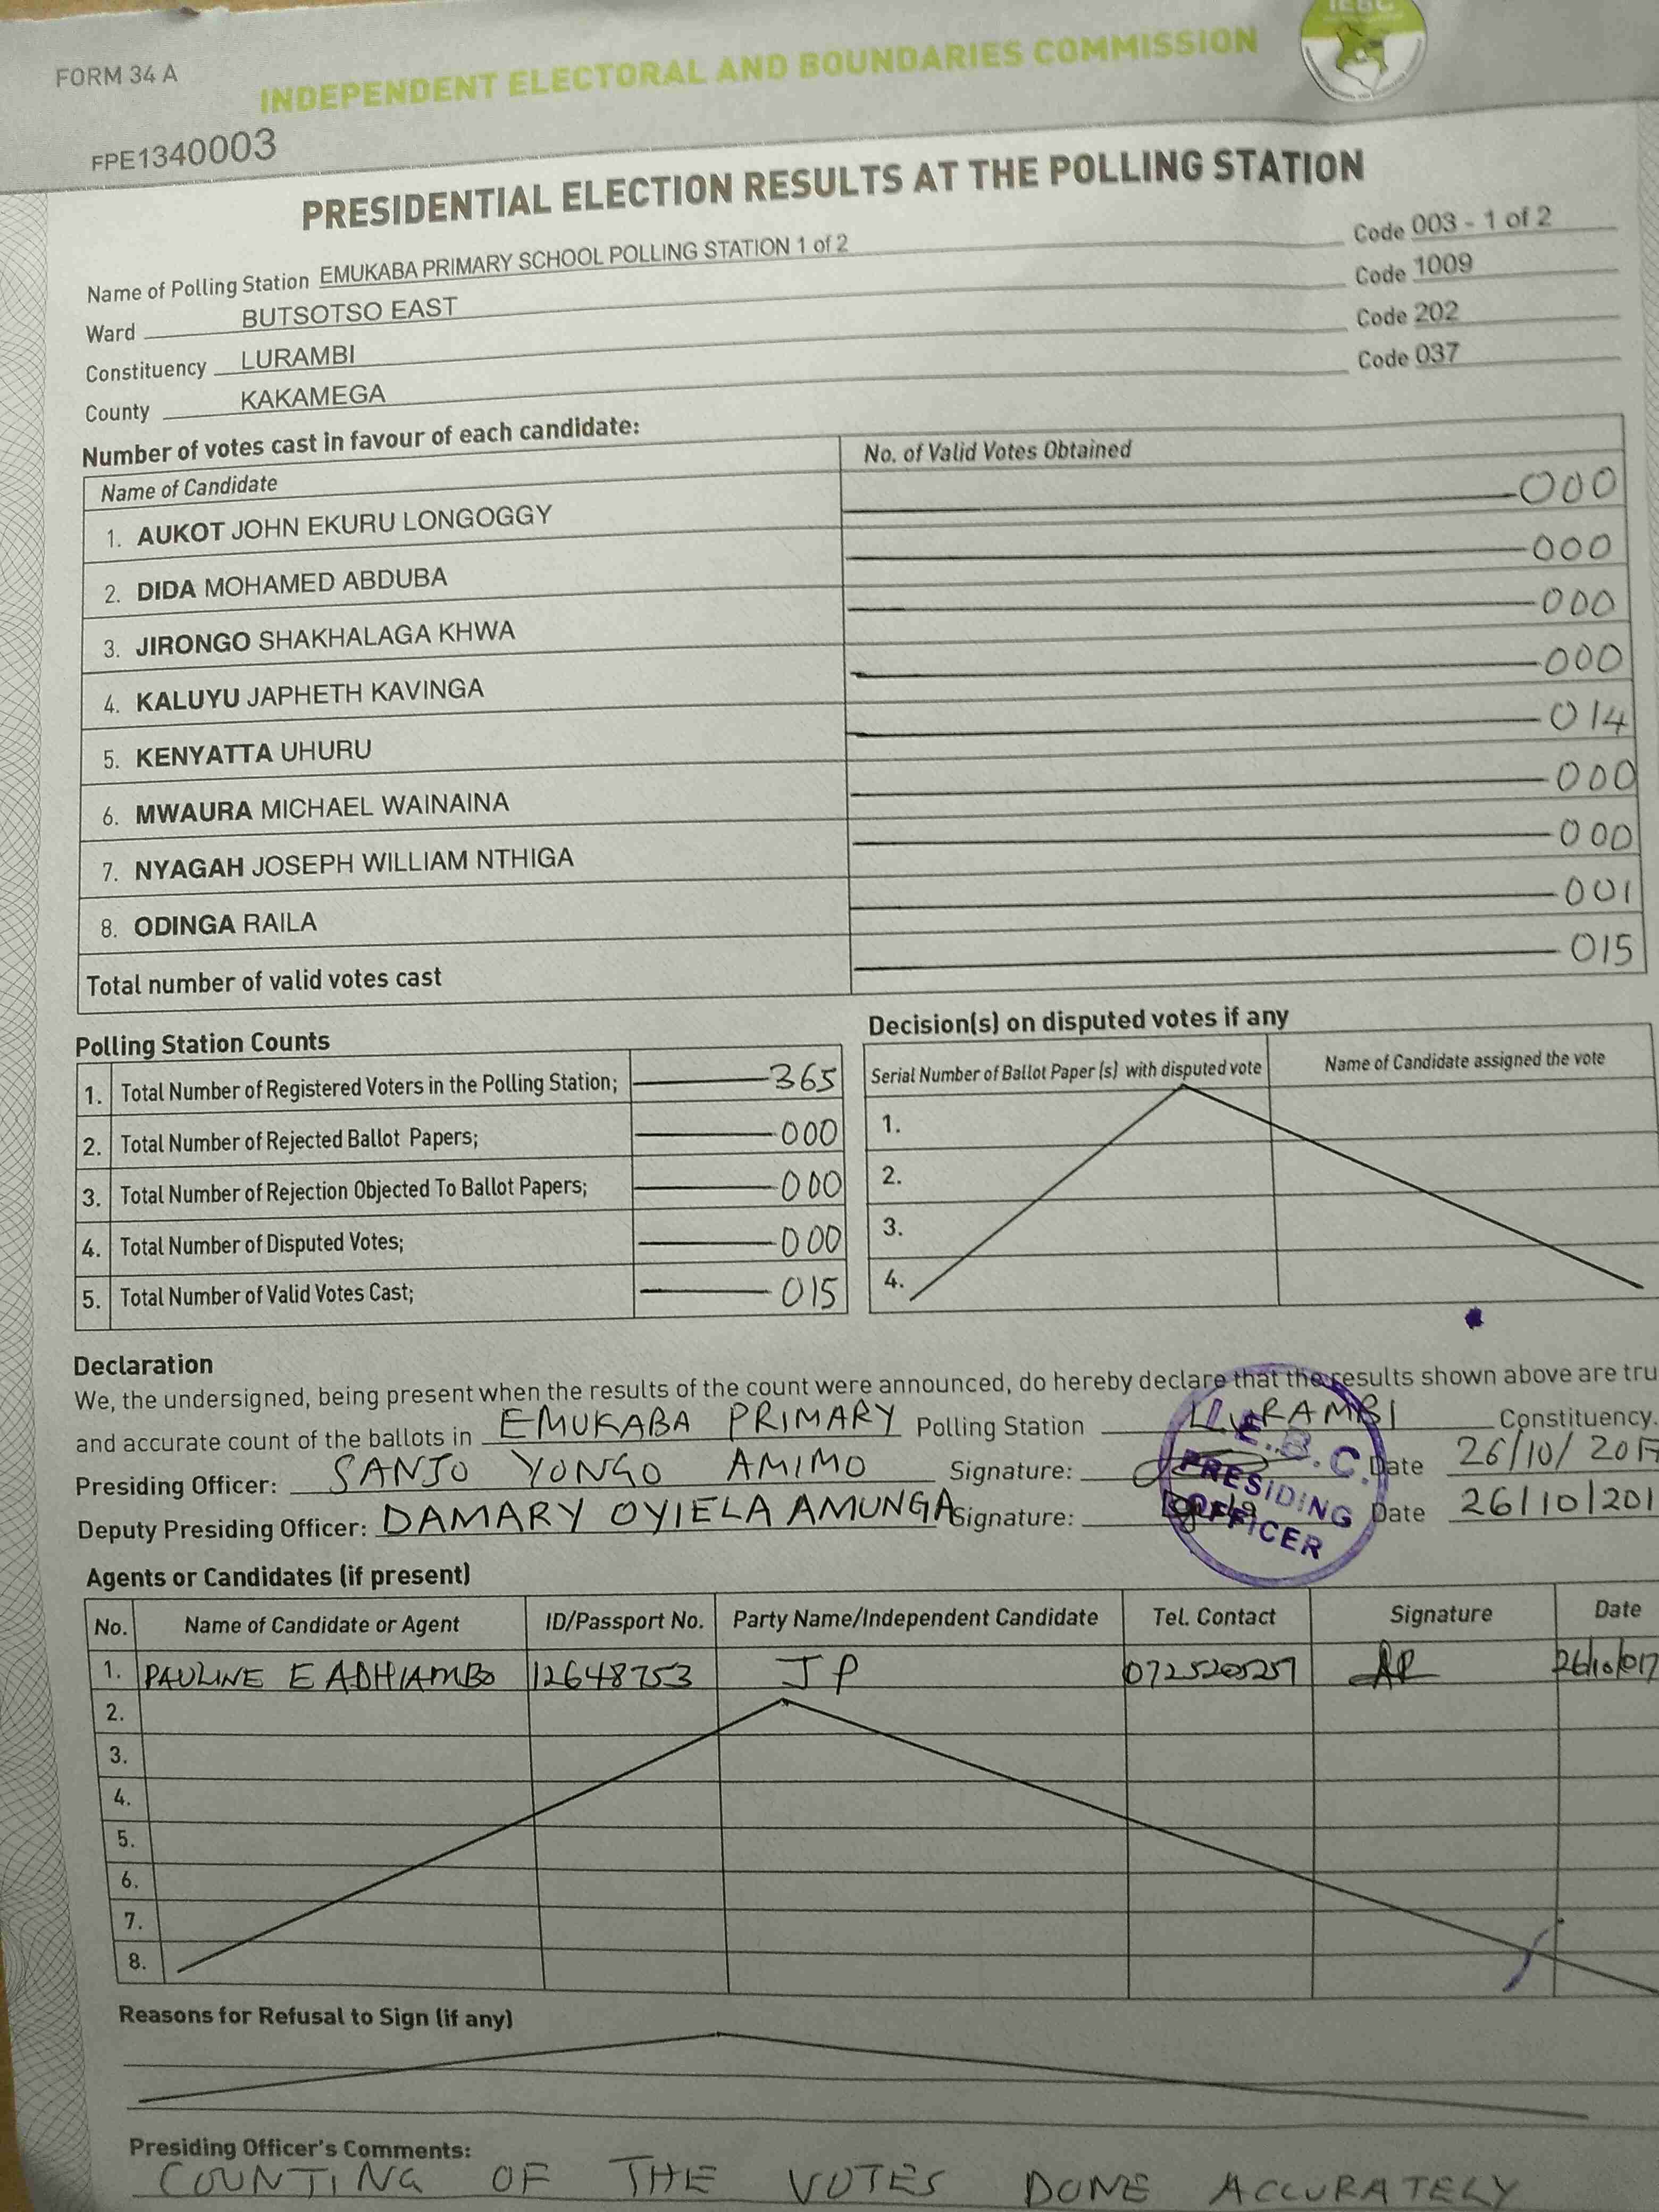 IEBC
FORM 34 A
INDEPENDENT ELECTORAL AND BOUNDARIES COMMISSION
FPE1340003
PRESIDENTIAL ELECTION RESULTS AT THE POLLING STATION
Name of Polling Station EMUKABA PRIMARY SCHOOL POLLING STATION 1 of 2 Code 003 - 1 of 2
Ward BUTSOTSO EAST Code 1009
Constituency LURAMBI Code 202
County KAKAMEGA Code 037
Number of votes cast in favour of each candidate:
Name of Candidate No. of Valid Votes Obtained
1. AUKOT JOHN EKURU LONGOGGY 000
2. DIDA MOHAMED ABDUBA 000
3. JIRONGO SHAKHALAGA KHWA 000
4. KALUYU JAPHETH KAVINGA 000
5. KENYATTA UHURU 014
6. MWAURA MICHAEL WAINAINA 000
7. NYAGAH JOSEPH WILLIAM NTHIGA 000
8. ODINGA RAILA 001
Total number of valid votes cast 015
Polling Station Counts
1. Total Number of Registered Voters in the Polling Station; 365
2. Total Number of Rejected Ballot Papers; 000
3. Total Number of Rejection Objected To Ballot Papers; 000
4. Total Number of Disputed Votes; 000
5. Total Number of Valid Votes Cast; 015
Decision(s) on disputed votes if any
Serial Number of Ballot Paper (s) with disputed vote Name of Candidate assigned the vote
1.
2.
3.
4.
Declaration
We, the undersigned, being present when the results of the count were announced, do hereby declare that the results shown above are tru
and accurate count of the ballots in EMUKABA PRIMARY Polling Station LURAMBI Constituency.
Presiding Officer: SANJO YONGO AMIMO Signature: Date 26/10/2017
Deputy Presiding Officer: DAMARY OYIELA AMUNGA Signature: Date 26/10/201
I.E.B.C.
PRESIDING
OFFICER
Agents or Candidates (if present)
No. Name of Candidate or Agent ID/Passport No. Party Name/Independent Candidate Tel. Contact Signature Date
1. PAULINE E ADHIAMBO 12648753 JP 0725205257 26/10/017
2.
3.
4.
5.
6.
7.
8.
Reasons for Refusal to Sign (if any)
Presiding Officer's Comments:
COUNTING OF THE VOTES DONE ACCURATELY